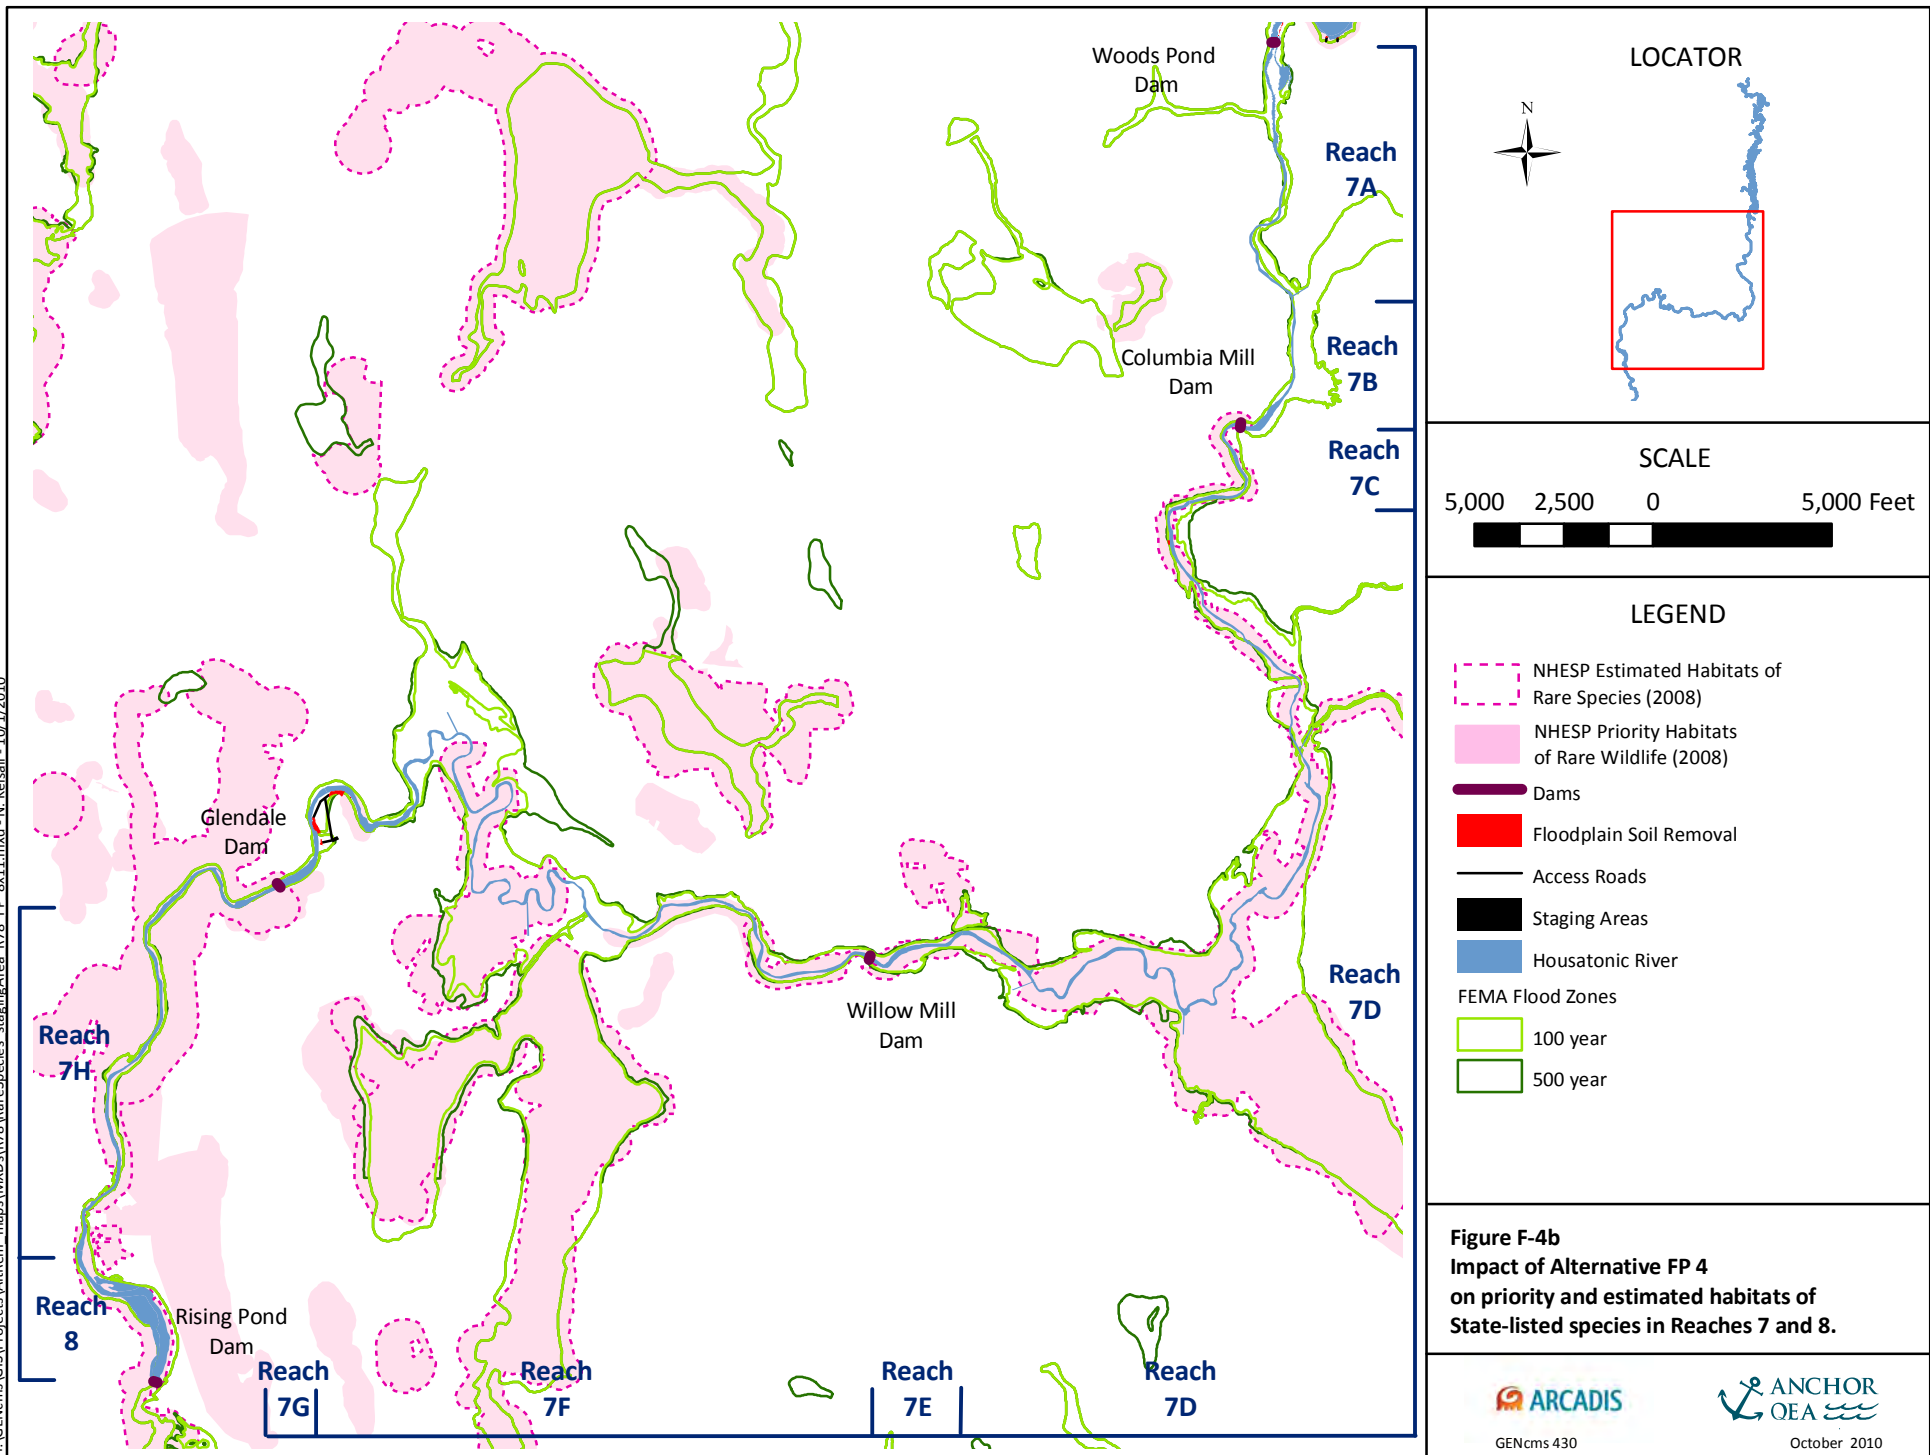 Woods Pond
Dam
Reach
7A
Reach
7B
Columbia Mill
Dam
Reach
7C
Glendale
Dam
Willow Mill
Dam
Reach
7D
Reach
7H
Reach
8
Rising Pond
Dam
Reach
7G
Reach
7F
Reach
7E
Reach
7D
LOCATOR
N
SCALE
5,000 2,500 0 5,000 Feet
LEGEND
NHESP Estimated Habitats of
Rare Species (2008)
NHESP Priority Habitats
of Rare Wildlife (2008)
Dams
Floodplain Soil Removal
Access Roads
Staging Areas
Housatonic River
FEMA Flood Zones
100 year
500 year
Figure F-4b
Impact of Alternative FP 4
on priority and estimated habitats of
State-listed species in Reaches 7 and 8.
ARCADIS
ANCHOR
QEA
GENcms 430
October 2010